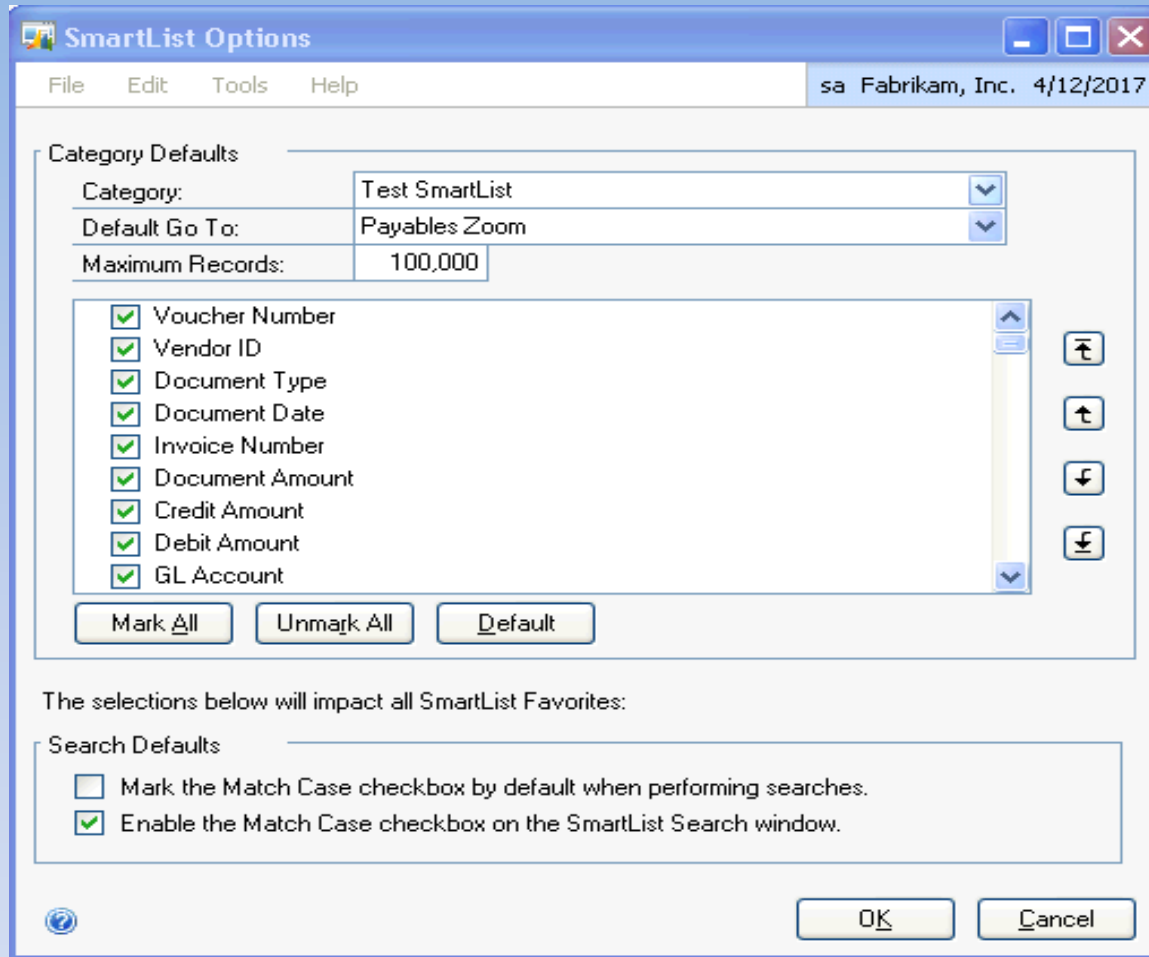 SmartList Options
File Edit Tools Help sa Fabrikam, Inc. 4/12/2017
Category Defaults
Category: Test SmartList
Default Go To: Payables Zoom
Maximum Records: 100,000
Voucher Number
Vendor ID
Document Type
Document Date
Invoice Number
Document Amount
Credit Amount
Debit Amount
GL Account
Mark All Unmark All Default
The selections below will impact all SmartList Favorites:
Search Defaults
Mark the Match Case checkbox by default when performing searches.
Enable the Match Case checkbox on the SmartList Search window.
OK Cancel